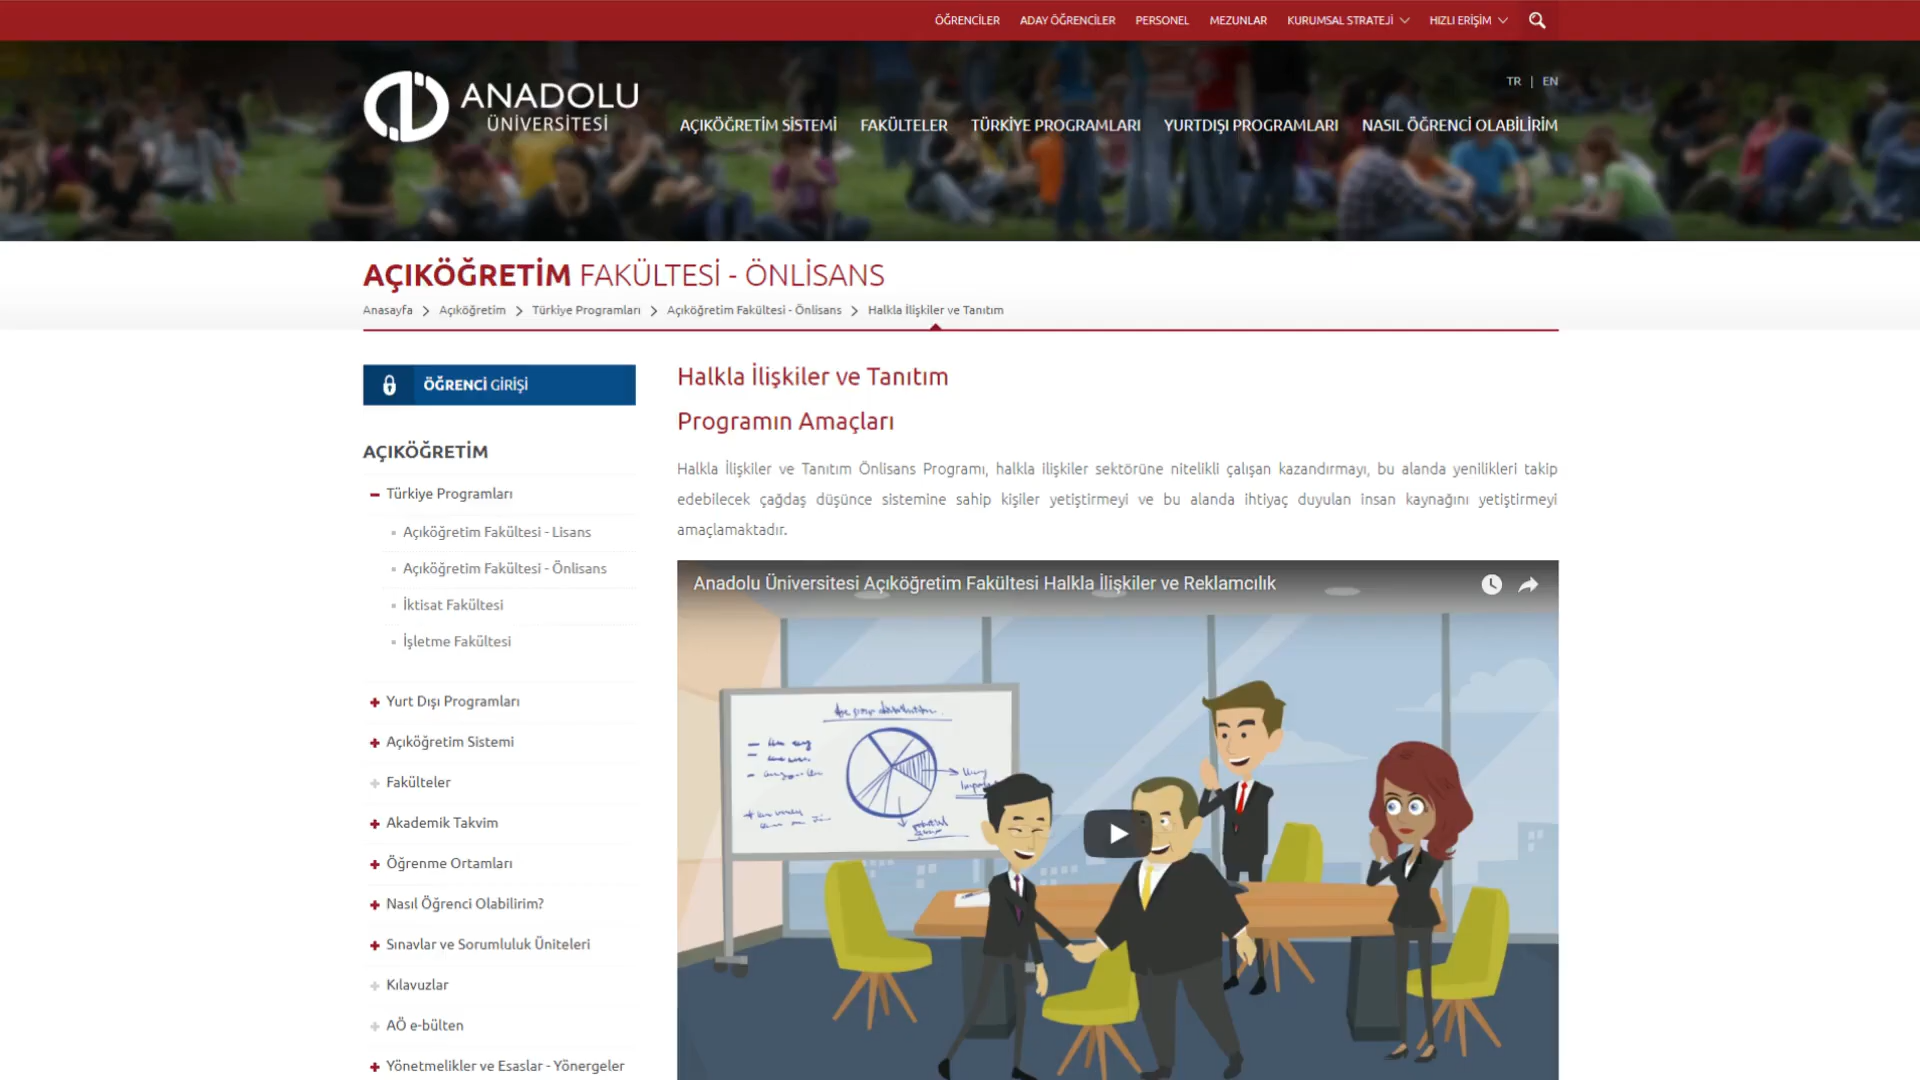 ÖĞRENCİLER ADAY ÖĞRENCİLER PERSONEL MEZUNLAR KURUMSAL STRATEJİ HIZLI ERİŞİM
TR | EN
ANADOLU
ÜNİVERSİTESİ
AÇIKÖĞRETİM SİSTEMİ FAKÜLTELER TÜRKİYE PROGRAMLARI YURTDIŞI PROGRAMLARI NASIL ÖĞRENCİ OLABİLİRİM
AÇIKÖĞRETİM FAKÜLTESİ - ÖNLİSANS
Anasayfa > Açıköğretim > Türkiye Programları > Açıköğretim Fakültesi - Önlisans > Halkla İlişkiler ve Tanıtım
ÖĞRENCİ GİRİŞİ
AÇIKÖĞRETİM
Türkiye Programları
Açıköğretim Fakültesi - Lisans
Açıköğretim Fakültesi - Önlisans
İktisat Fakültesi
İşletme Fakültesi
Yurt Dışı Programları
Açıköğretim Sistemi
Fakülteler
Akademik Takvim
Öğrenme Ortamları
Nasıl Öğrenci Olabilirim?
Sınavlar ve Sorumluluk Üniteleri
Kılavuzlar
AÖ e-bülten
Yönetmelikler ve Esaslar - Yönergeler
Halkla İlişkiler ve Tanıtım
Programın Amaçları
Halkla İlişkiler ve Tanıtım Önlisans Programı, halkla ilişkiler sektörüne nitelikli çalışan kazandırmayı, bu alanda yenilikleri takip
edebilecek çağdaş düşünce sistemine sahip kişiler yetiştirmeyi ve bu alanda ihtiyaç duyulan insan kaynağını yetiştirmeyi
amaçlamaktadır.
Anadolu Üniversitesi Açıköğretim Fakültesi Halkla İlişkiler ve Reklamcılık